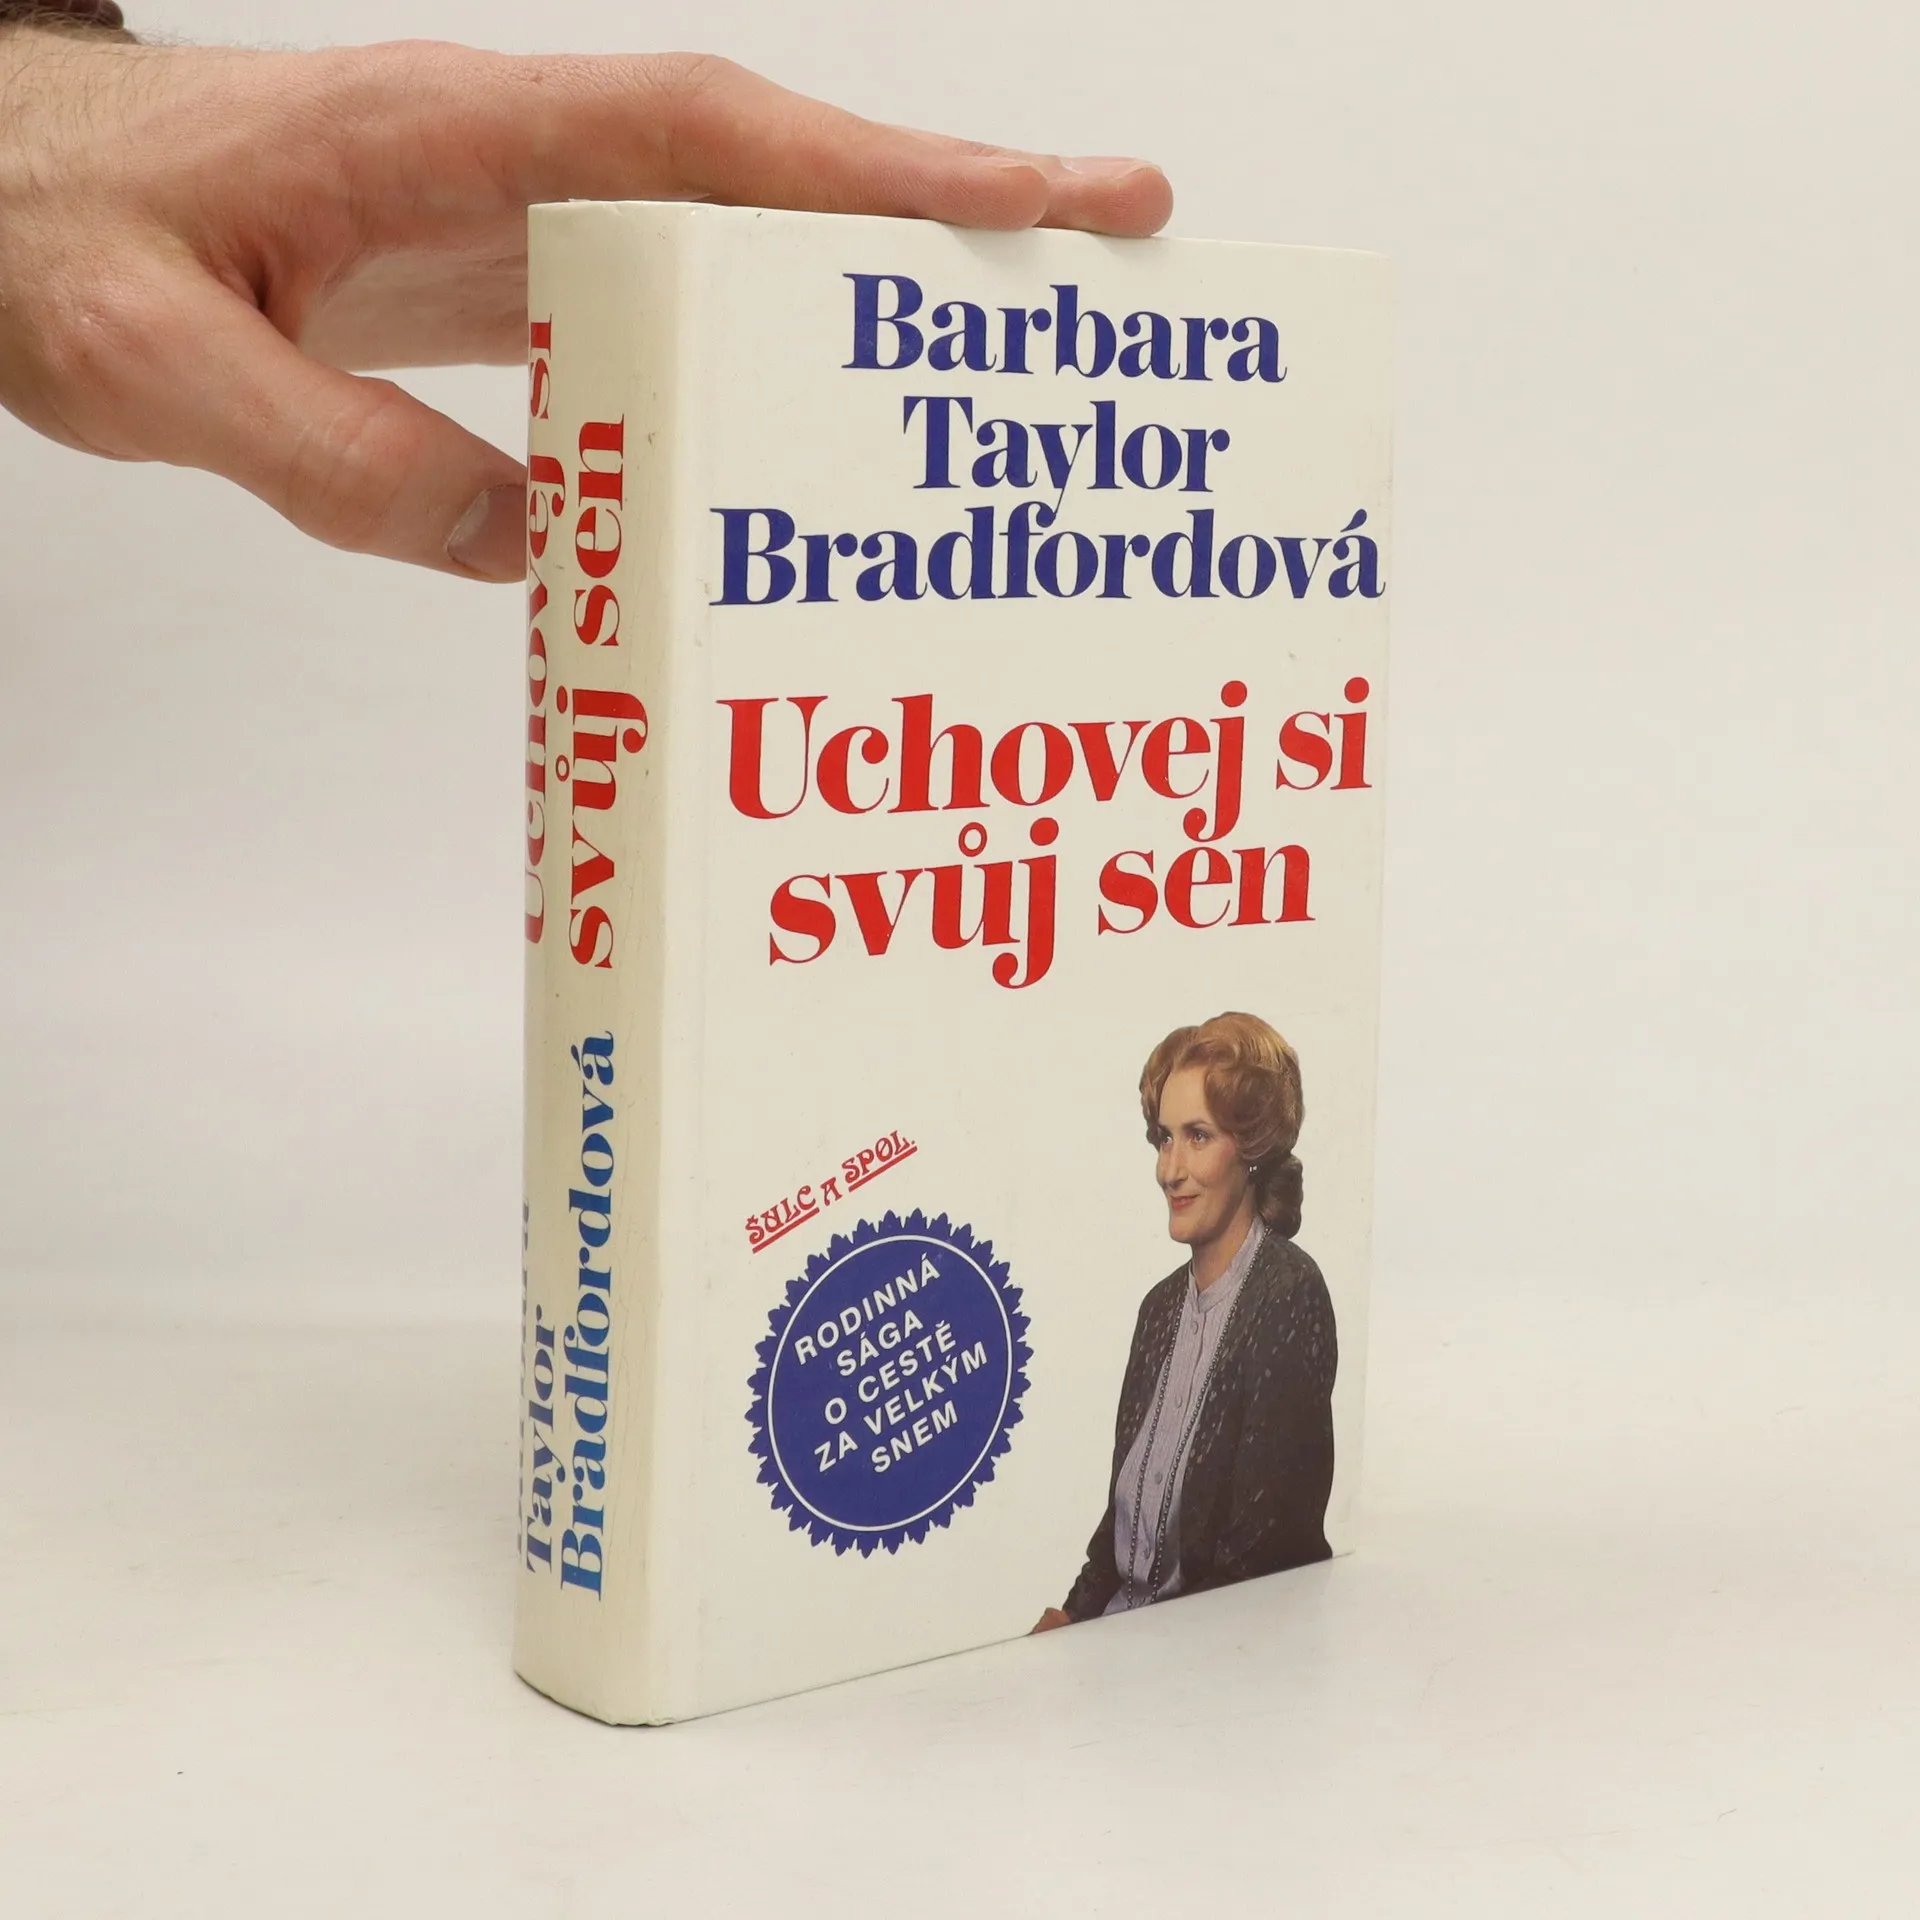 Barbara
Taylor
Bradfordová
Uchovej si
svůj sen
ŠULC A SPOL.
RODINNÁ
SÁGA
O CESTĚ
ZA VELKÝM
SNEM
Uchovej si
svůj sen
Taylor
Bradfordová